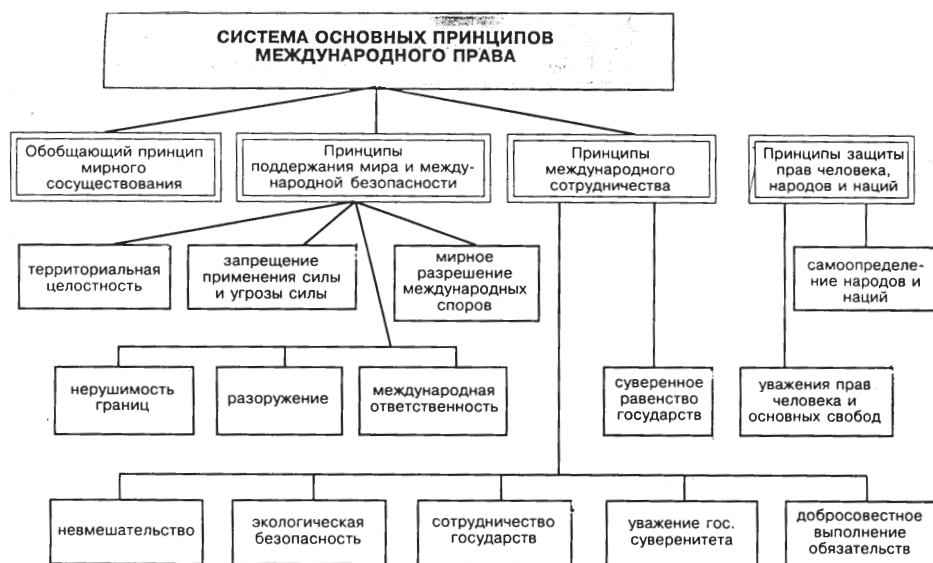 СИСТЕМА ОСНОВНЫХ ПРИНЦИПОВ
МЕЖДУНАРОДНОГО ПРАВА
Обобщающий принцип
мирного
сосуществования
Принципы
поддержания мира и между-
народной безопасности
Принципы
международного
сотрудничества
Принципы защиты
прав человека,
народов и наций
территориальная
целостность
запрещение
применения силы
и угрозы силы
мирное
разрешение
международных
споров
самоопределе-
ние народов и
наций
нерушимость
границ
разоружение
международная
ответственность
суверенное
равенство
государств
уважения прав
человека и
основных свобод
невмешательство
экологическая
безопасность
сотрудничество
государств
уважение гос.
суверенитета
добросовестное
выполнение
обязательств